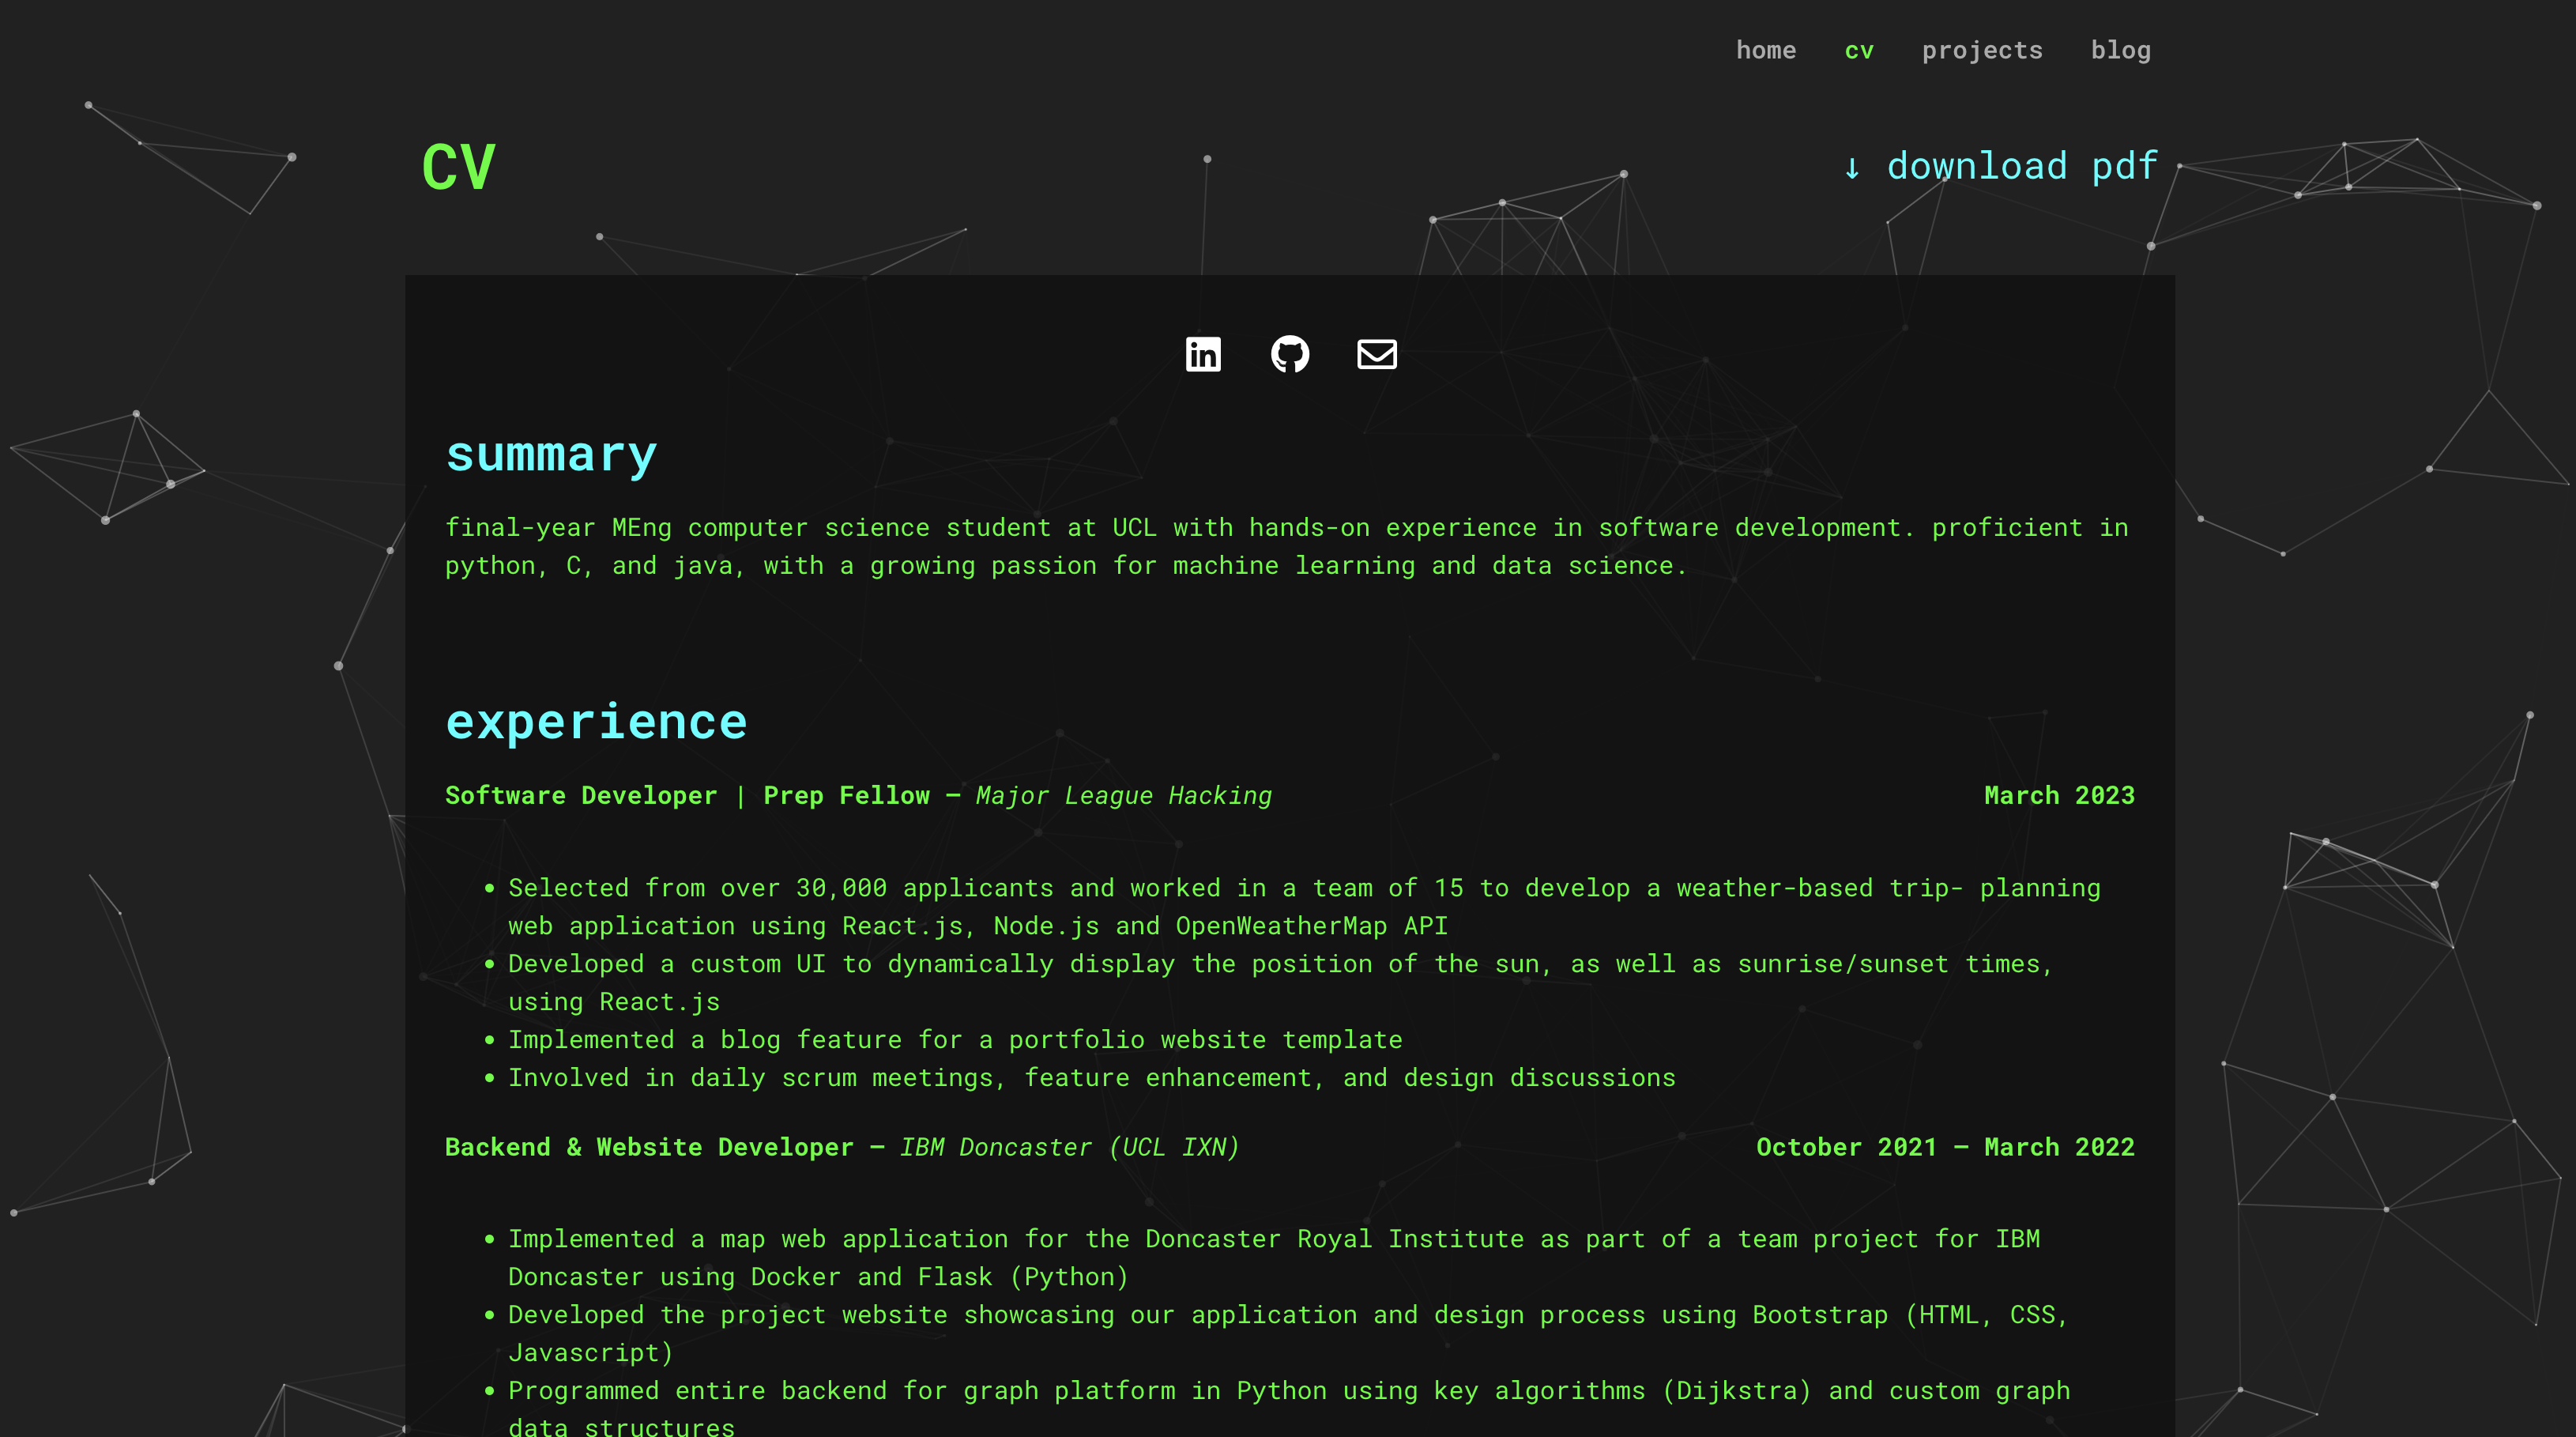 home cv projects blog
CV
↓ download pdf
summary
final-year MEng computer science student at UCL with hands-on experience in software development. proficient in
python, C, and java, with a growing passion for machine learning and data science.
experience
Software Developer | Prep Fellow – Major League Hacking March 2023
• Selected from over 30,000 applicants and worked in a team of 15 to develop a weather-based trip- planning
web application using React.js, Node.js and OpenWeatherMap API
• Developed a custom UI to dynamically display the position of the sun, as well as sunrise/sunset times,
using React.js
• Implemented a blog feature for a portfolio website template
• Involved in daily scrum meetings, feature enhancement, and design discussions
Backend & Website Developer – IBM Doncaster (UCL IXN) October 2021 – March 2022
• Implemented a map web application for the Doncaster Royal Institute as part of a team project for IBM
Doncaster using Docker and Flask (Python)
• Developed the project website showcasing our application and design process using Bootstrap (HTML, CSS,
Javascript)
• Programmed entire backend for graph platform in Python using key algorithms (Dijkstra) and custom graph
data structures